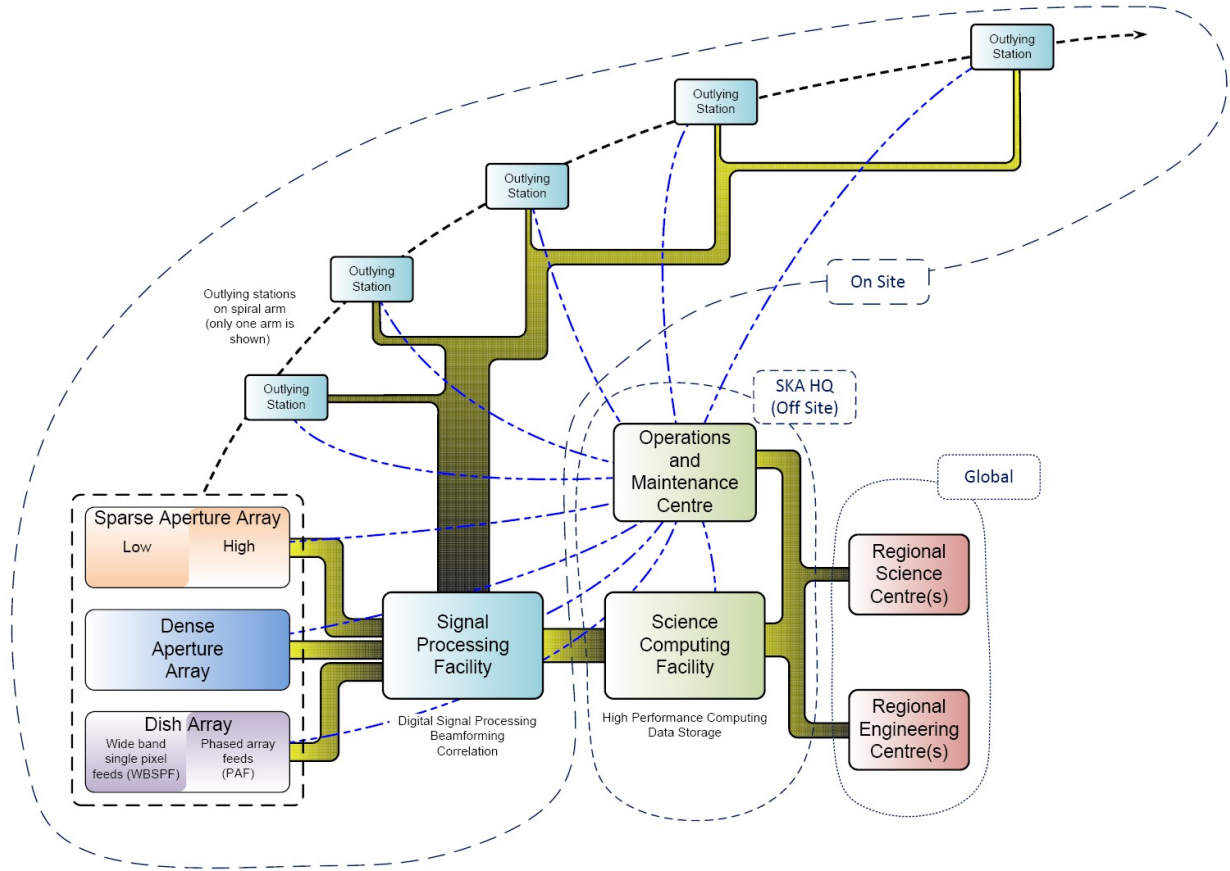 Outlying
Station
Outlying
Station
Outlying
Station
Outlying
Station
Outlying
Station
Outlying stations
on spiral arm
(only one arm is
shown)
On Site
SKA HQ
(Off Site)
Global
Operations
and
Maintenance
Centre
Sparse Aperture Array
Low
High
Dense
Aperture
Array
Dish Array
Wide band
single pixel
feeds (WBSPF)
Phased array
feeds
(PAF)
Signal
Processing
Facility
Digital Signal Processing
Beamforming
Correlation
Science
Computing
Facility
High Performance Computing
Data Storage
Regional
Science
Centre(s)
Regional
Engineering
Centre(s)